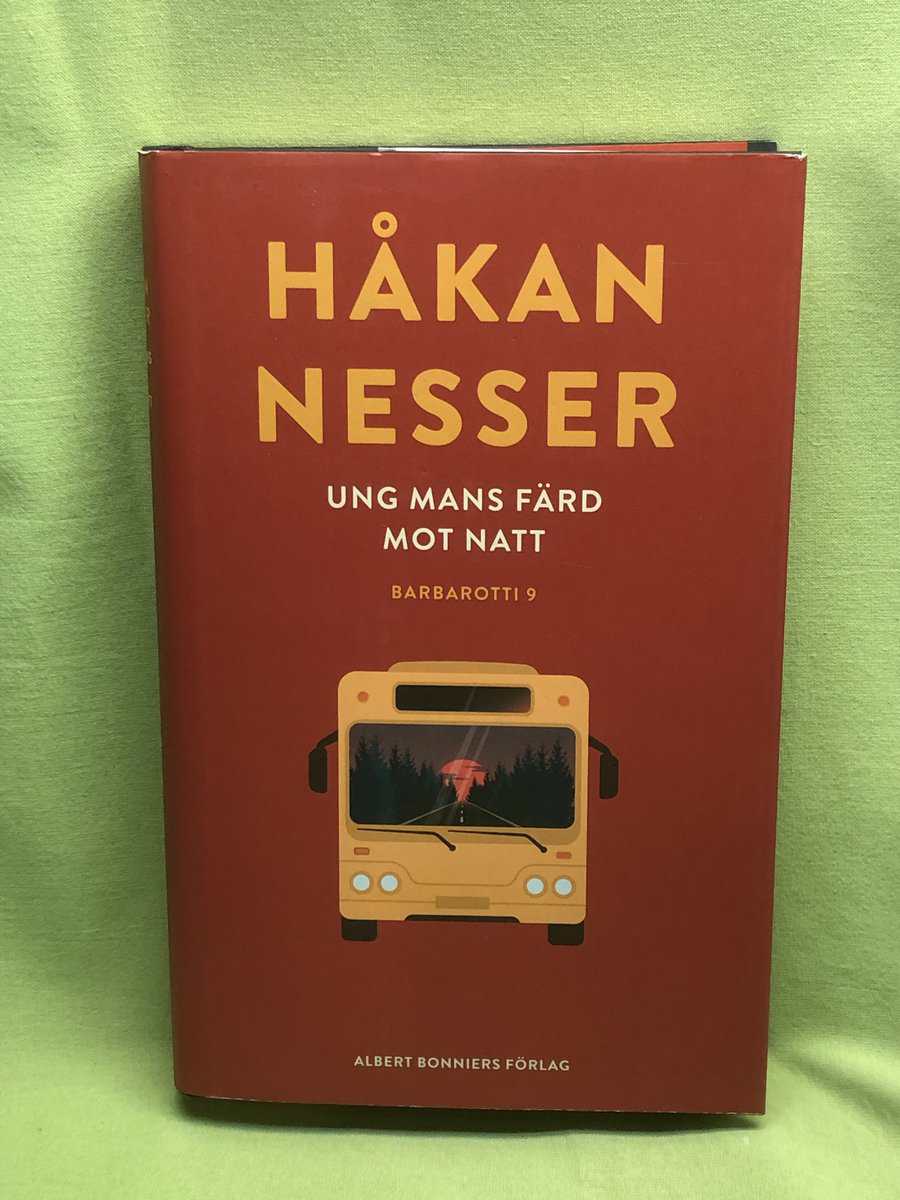 HÅKAN
NESSER
UNG MANS FÄRD
MOT NATT
BARBAROTTI 9
ALBERT BONNIERS FÖRLAG